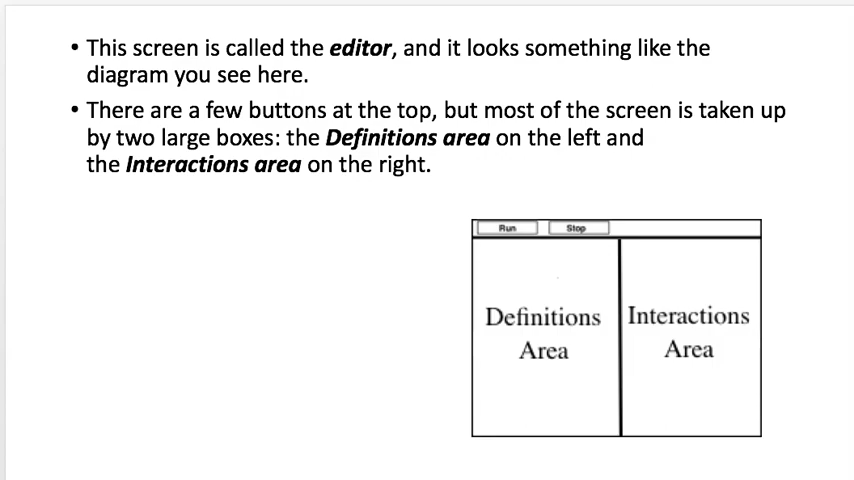 • This screen is called the editor, and it looks something like the
diagram you see here.
• There are a few buttons at the top, but most of the screen is taken up
by two large boxes: the Definitions area on the left and
the Interactions area on the right.
Run Stop
Definitions Area
Interactions Area